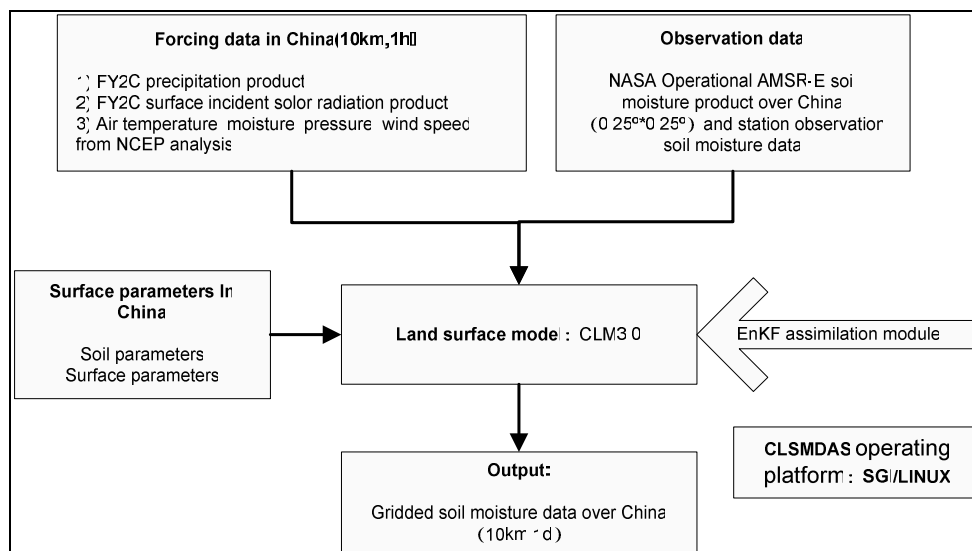 Forcing data in China(10km,1h)
1) FY2C precipitation product
2) FY2C surface incident solor radiation product
3) Air temperature moisture pressure wind speed
from NCEP analysis
Observation data
NASA Operational AMSR-E soi
moisture product over China
(0 25º*0 25º) and station observation
soil moisture data
Surface parameters In
China
Soil parameters
Surface parameters
Land surface model: CLM3 0
EnKF assimilation module
Output:
Gridded soil moisture data over China
(10km 1d)
CLSMDAS operating
platform: SGI/LINUX